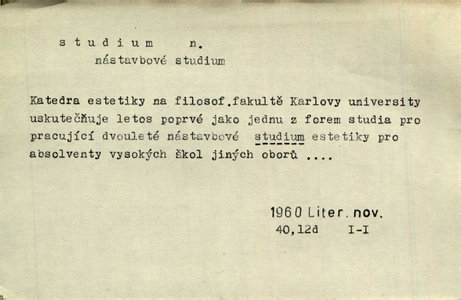 studium n.
nástavbové studium
Katedra estetiky na filosof.fakultě Karlovy university
uskutečňuje letos poprvé jako jednu z forem studia pro
pracující dvouleté nástavbové studium estetiky pro
absolventy vysokých škol jiných oborů ....
1960 Liter. nov.
40,12d I-I